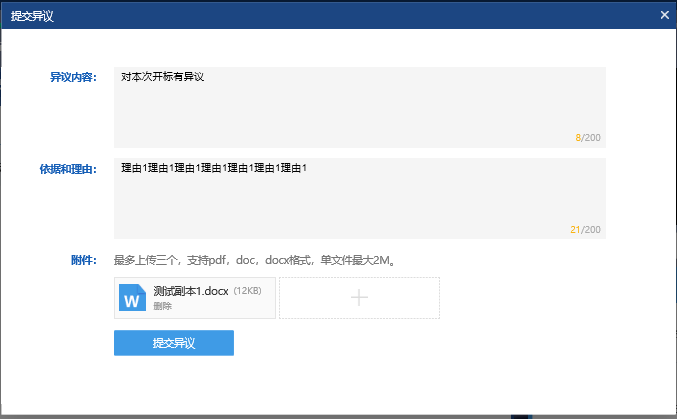 提交异议
异议内容：
对本次开标有异议
8/200
依据和理由：
理由1理由1理由1理由1理由1理由1理由1
21/200
附件：
最多上传三个，支持pdf，doc，docx格式，单文件最大2M。
W
测试副本1.docx (12KB)
删除
提交异议